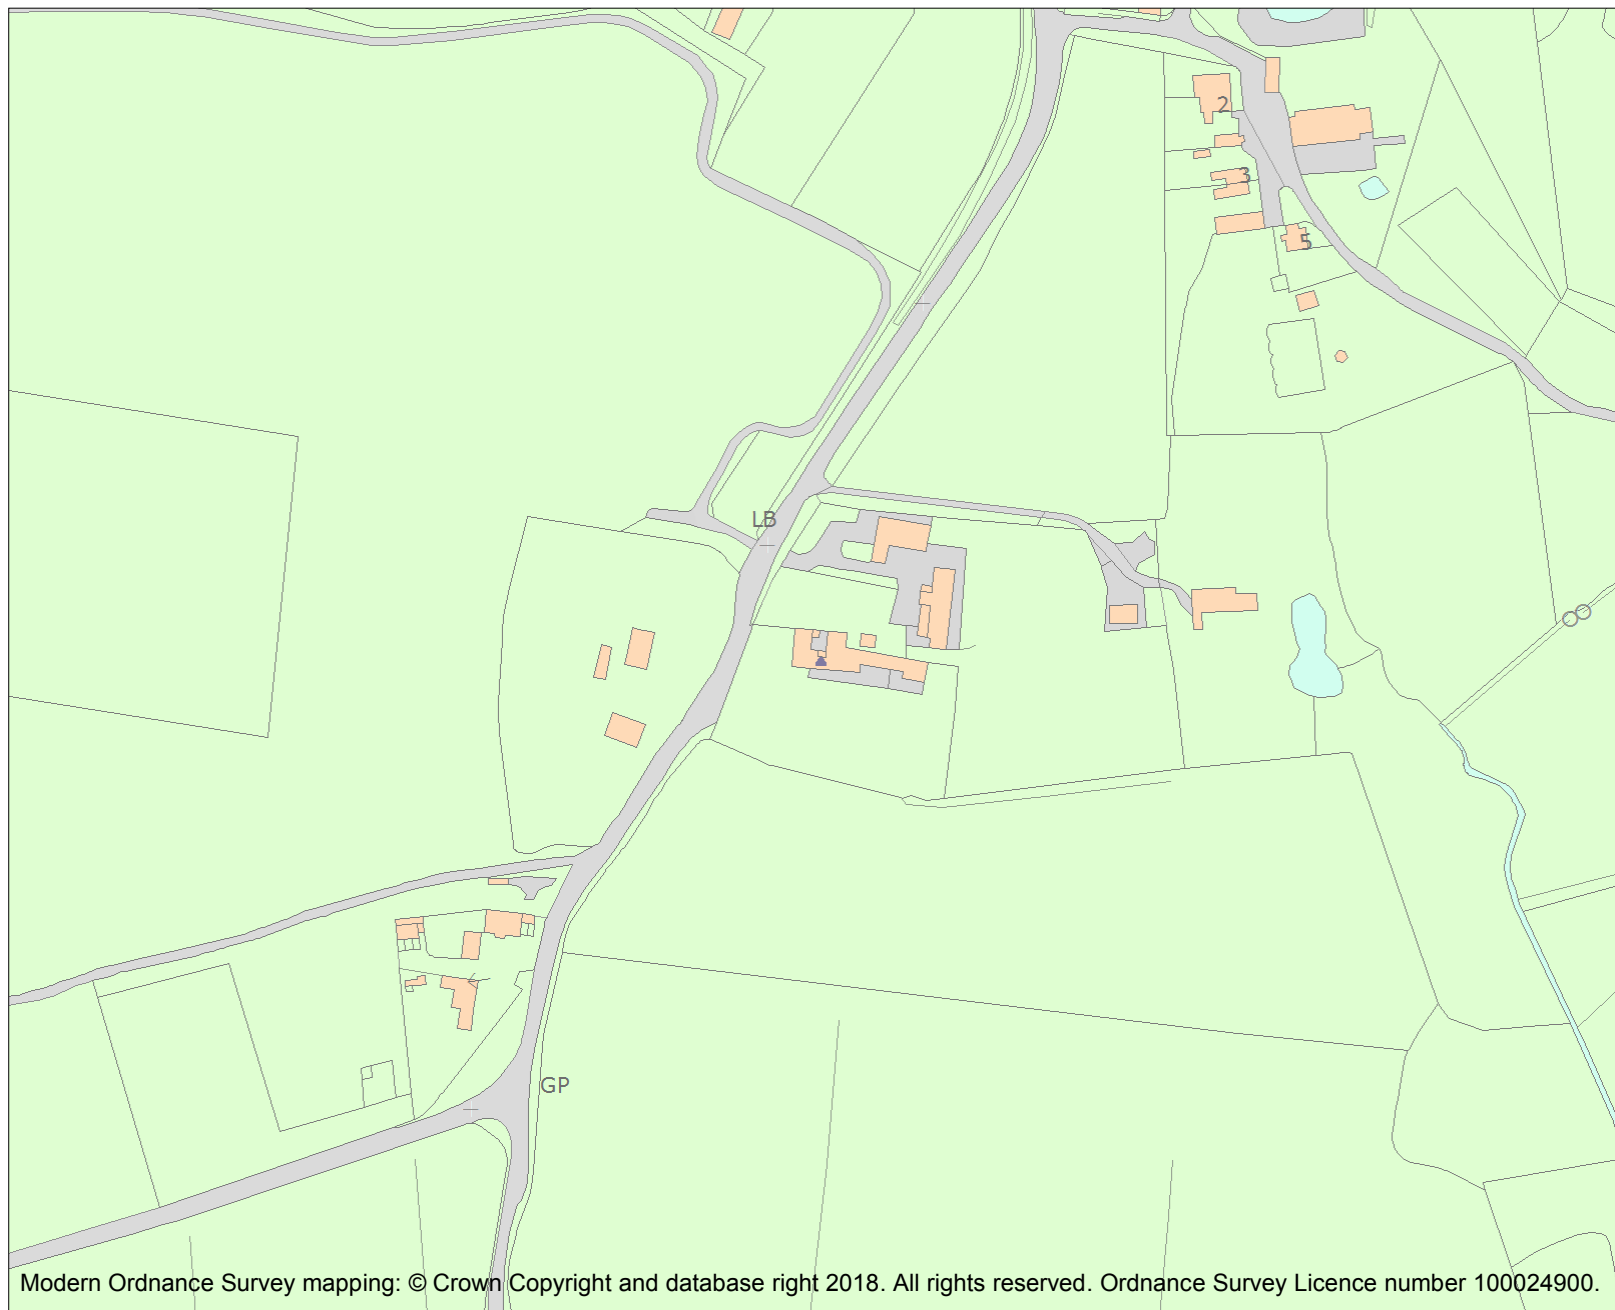 2
3
5
LB
GP
Modern Ordnance Survey mapping: © Crown Copyright and database right 2018. All rights reserved. Ordnance Survey Licence number 100024900.